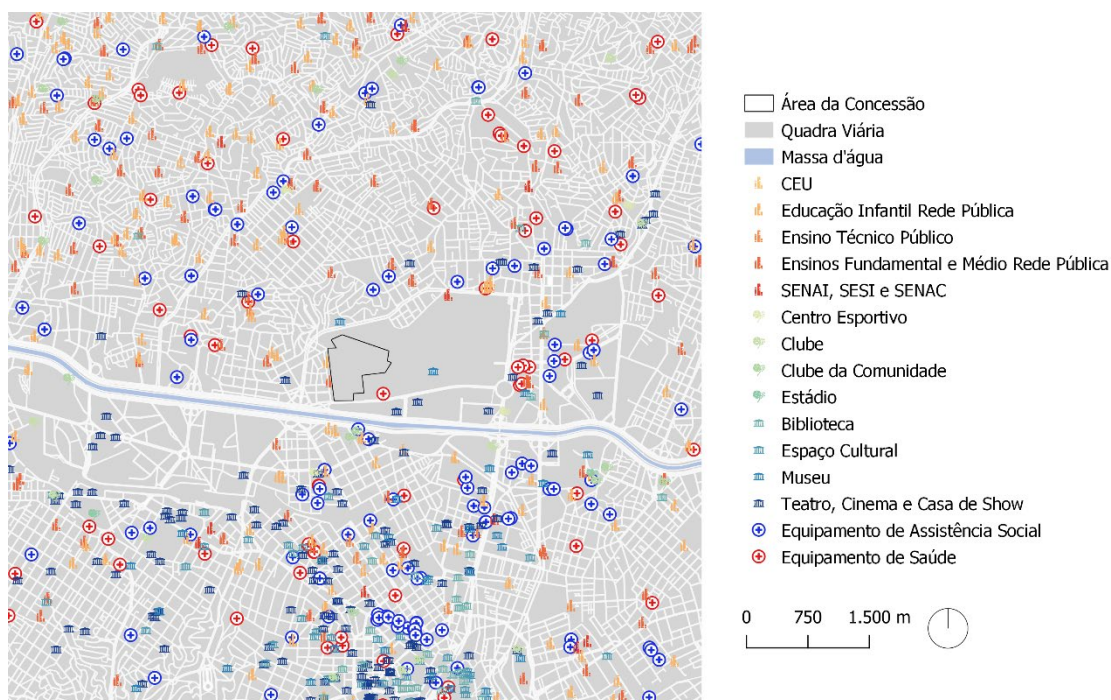 Área da Concessão
Quadra Viária
Massa d'água
CEU
Educação Infantil Rede Pública
Ensino Técnico Público
Ensinos Fundamental e Médio Rede Pública
SENAI, SESI e SENAC
Centro Esportivo
Clube
Clube da Comunidade
Estádio
Biblioteca
Espaço Cultural
Museu
Teatro, Cinema e Casa de Show
Equipamento de Assistência Social
Equipamento de Saúde
0 750 1.500 m